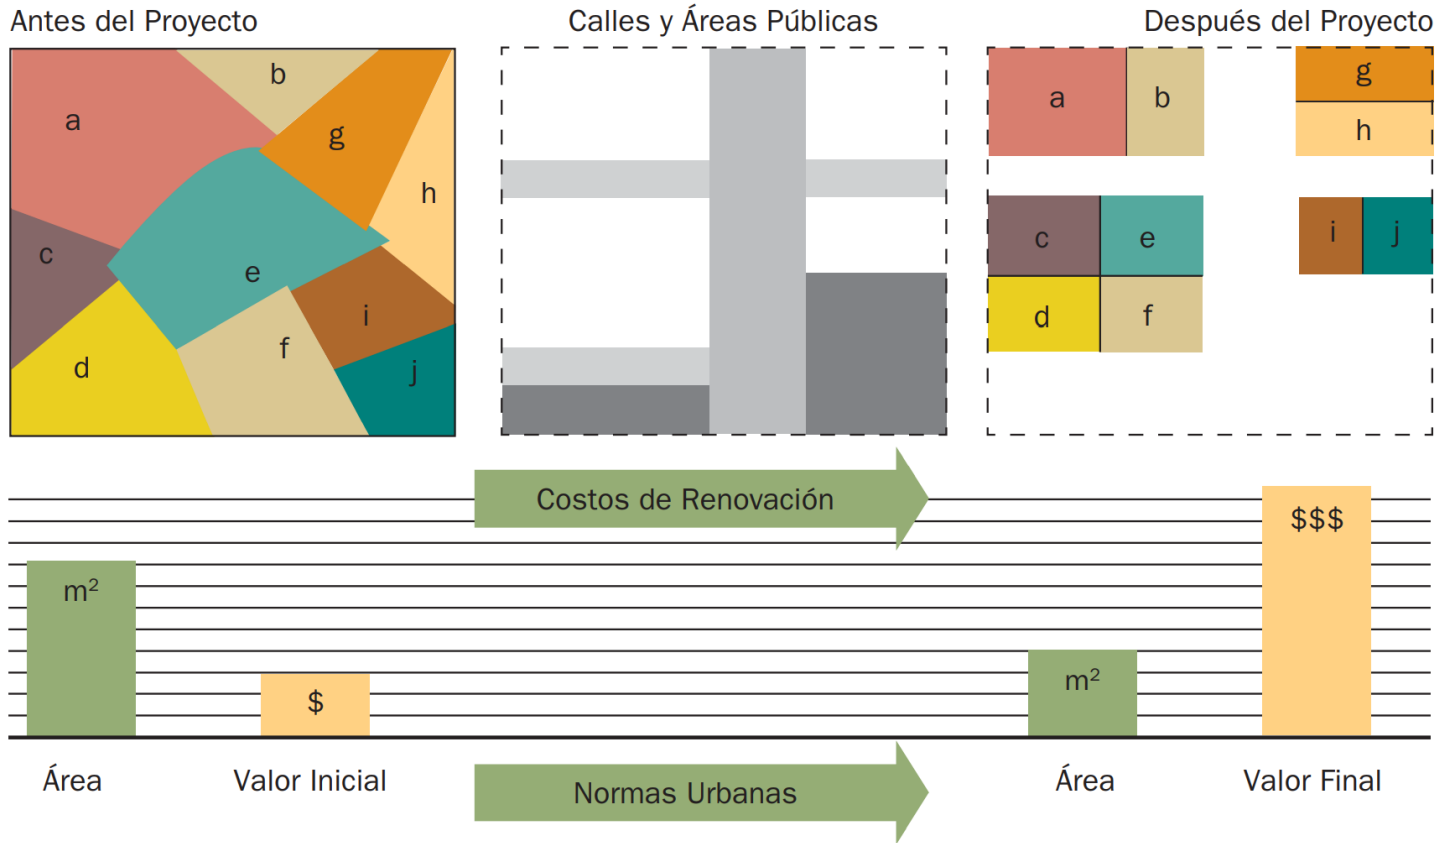 Antes del Proyecto
Calles y Áreas Públicas
Después del Proyecto
a
b
g
h
c
e
d
f
i
j
a
b
g
h
c
e
i
j
d
f
Costos de Renovación
$$$
m²
m²
$
Área
Valor Inicial
Normas Urbanas
Área
Valor Final